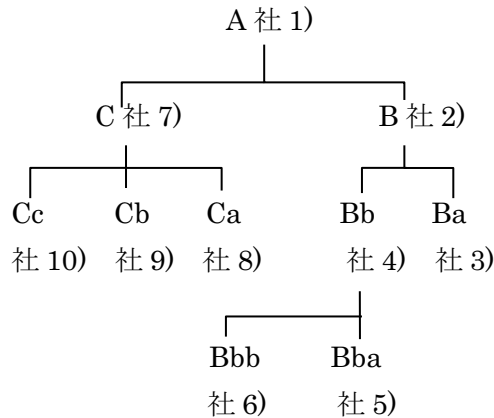 A 社 1)
C 社 7) B 社 2)
Cc Cb Ca Bb Ba
社 10) 社 9) 社 8) 社 4) 社 3)
Bbb Bba
社 6) 社 5)